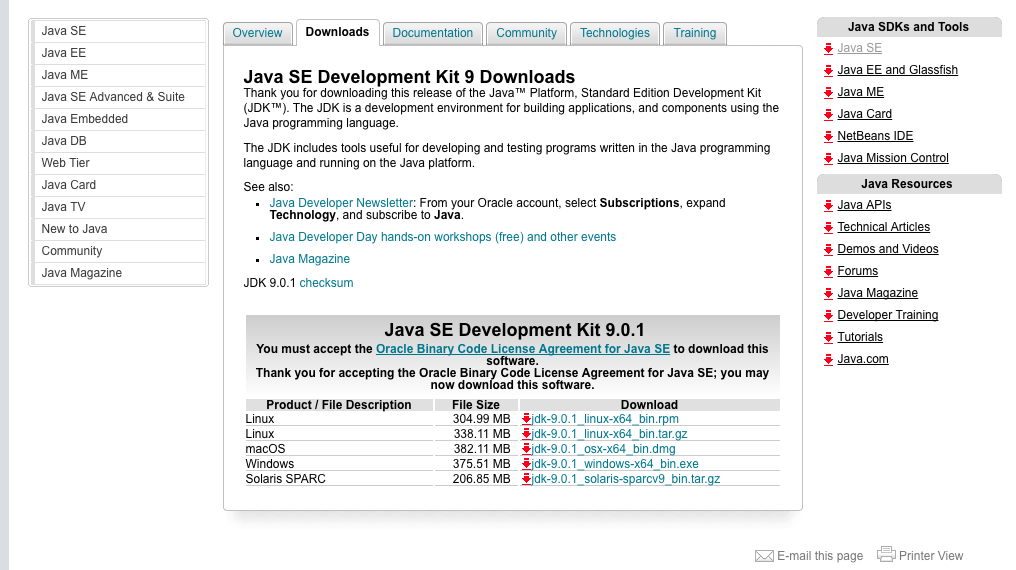 Java SE
Java EE
Java ME
Java SE Advanced & Suite
Java Embedded
Java DB
Web Tier
Java Card
Java TV
New to Java
Community
Java Magazine
Overview
Downloads
Documentation
Community
Technologies
Training
Java SE Development Kit 9 Downloads
Thank you for downloading this release of the Java™ Platform, Standard Edition Development Kit
(JDK™). The JDK is a development environment for building applications, and components using the
Java programming language.
The JDK includes tools useful for developing and testing programs written in the Java programming
language and running on the Java platform.
See also:
Java Developer Newsletter: From your Oracle account, select Subscriptions, expand
Technology, and subscribe to Java.
Java Developer Day hands-on workshops (free) and other events
Java Magazine
JDK 9.0.1 checksum
Java SE Development Kit 9.0.1
You must accept the Oracle Binary Code License Agreement for Java SE to download this
software.
Thank you for accepting the Oracle Binary Code License Agreement for Java SE; you may
now download this software.
Product / File Description File Size Download
Linux 304.99 MB jdk-9.0.1_linux-x64_bin.rpm
Linux 338.11 MB jdk-9.0.1_linux-x64_bin.tar.gz
macOS 382.11 MB jdk-9.0.1_osx-x64_bin.dmg
Windows 375.51 MB jdk-9.0.1_windows-x64_bin.exe
Solaris SPARC 206.85 MB jdk-9.0.1_solaris-sparcv9_bin.tar.gz
Java SDKs and Tools
Java SE
Java EE and Glassfish
Java ME
Java Card
NetBeans IDE
Java Mission Control
Java Resources
Java APIs
Technical Articles
Demos and Videos
Forums
Java Magazine
Developer Training
Tutorials
Java.com
E-mail this page Printer View